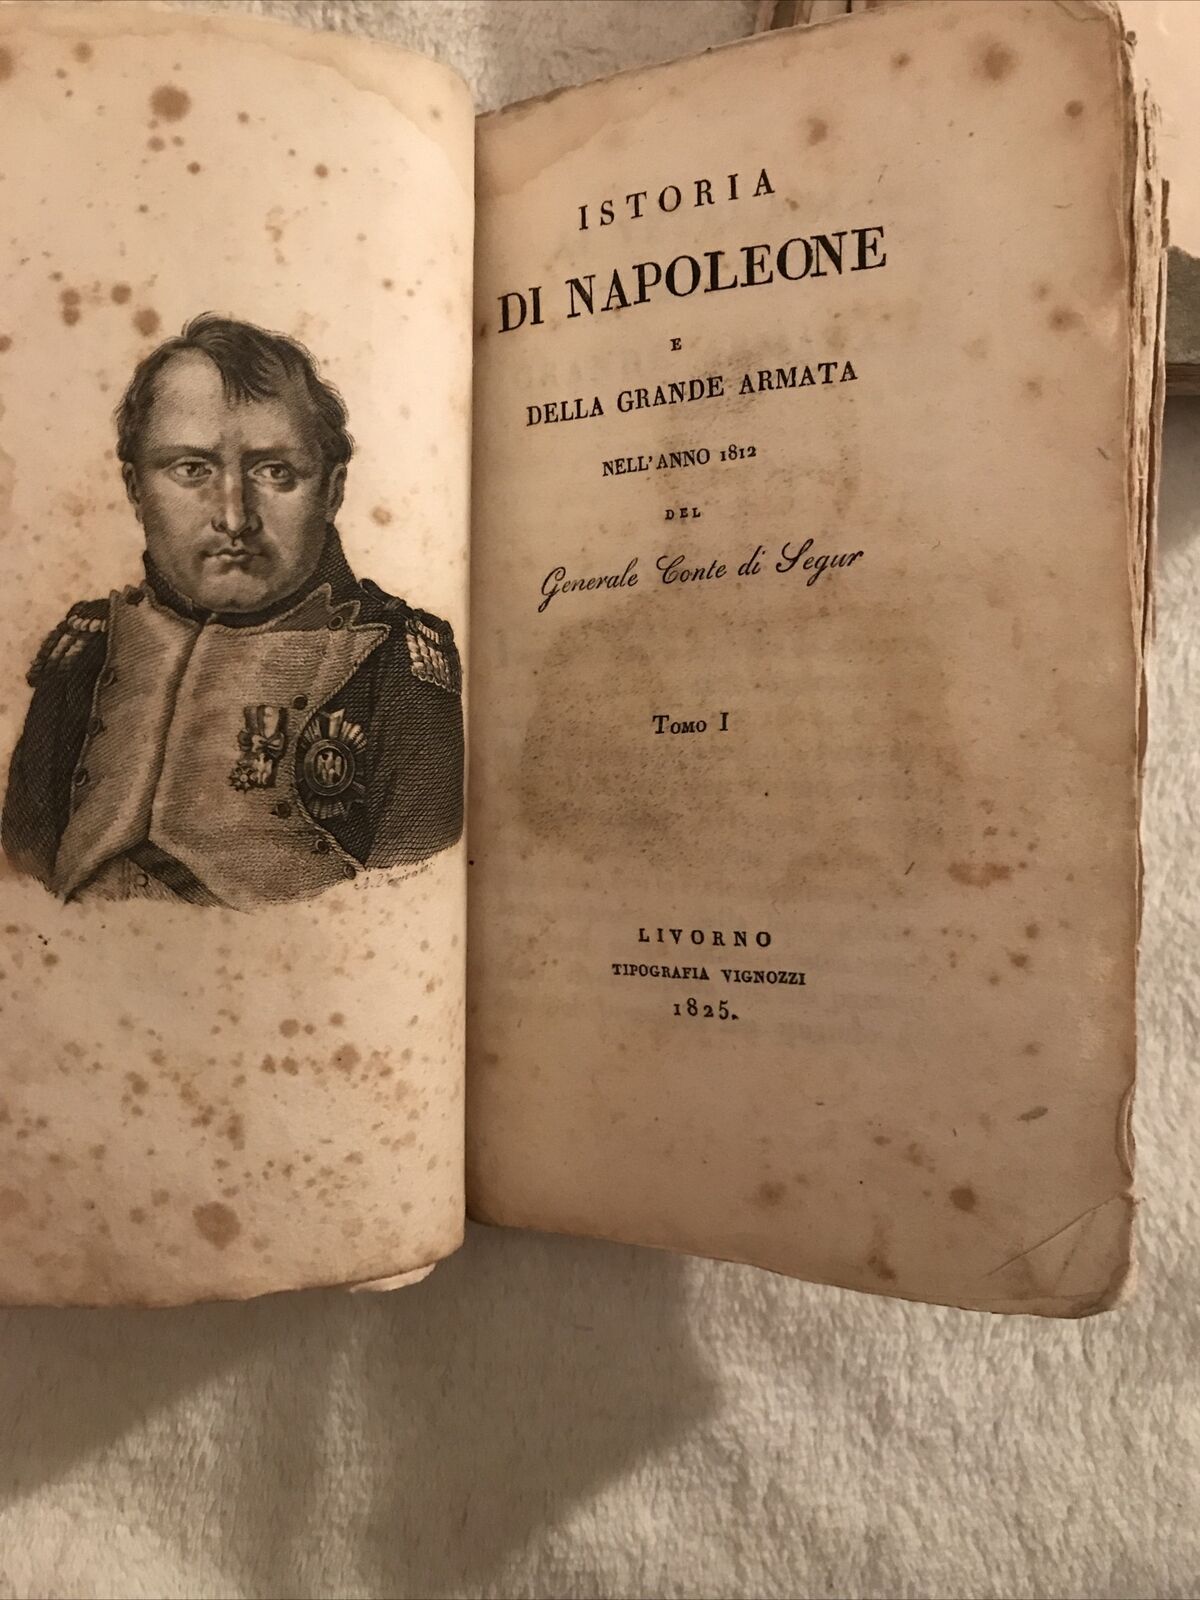 ISTORIA
DI NAPOLEONE
E
DELLA GRANDE ARMATA
NELL'ANNO 1812
DEL
Generale Conte di Segur
TOMO I
LIVORNO
TIPOGRAFIA VIGNOZZI
1825.